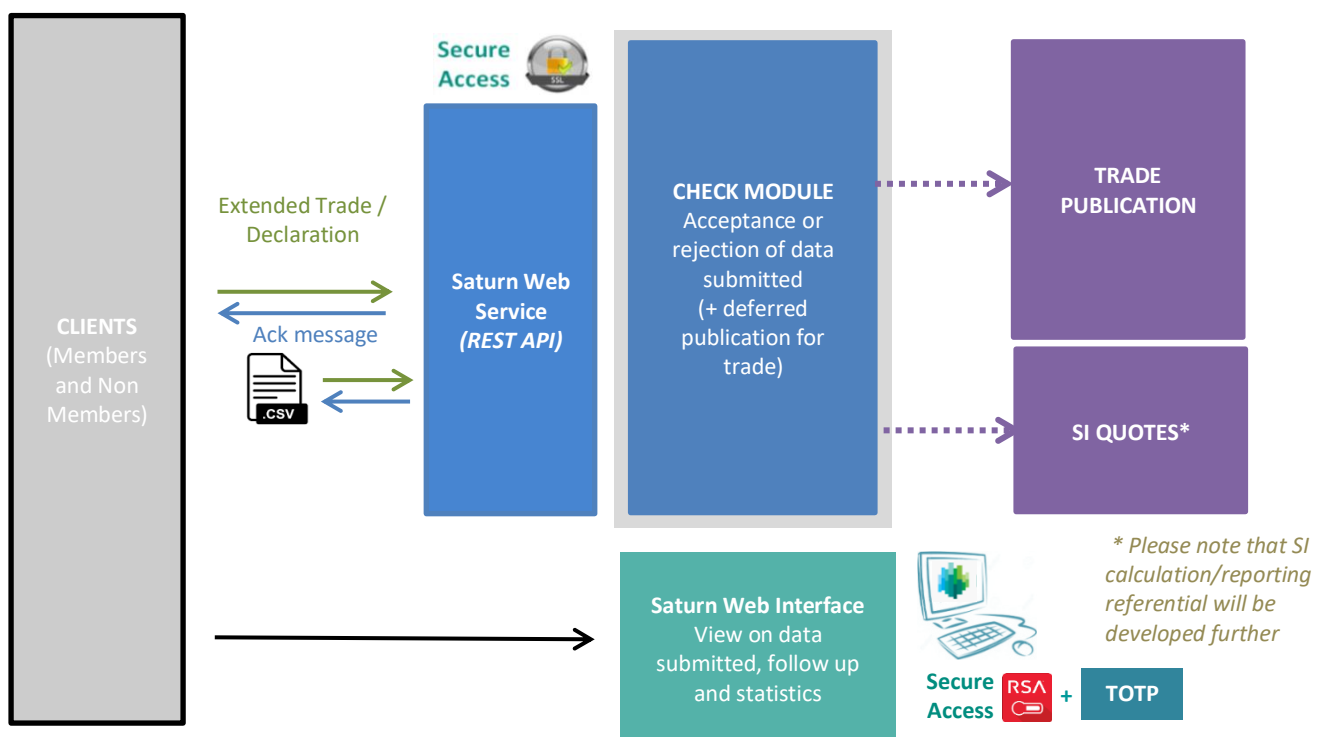 CLIENTS
(Members
and Non
Members)
Extended Trade /
Declaration
Ack message
.CSV
Secure
Access
SSL
Saturn Web
Service
(REST API)
CHECK MODULE
Acceptance or
rejection of data
submitted
(+ deferred
publication for
trade)
TRADE
PUBLICATION
SI QUOTES*
* Please note that SI
calculation/reporting
referential will be
developed further
Saturn Web Interface
View on data
submitted, follow up
and statistics
Secure
Access
RSA
+
TOTP